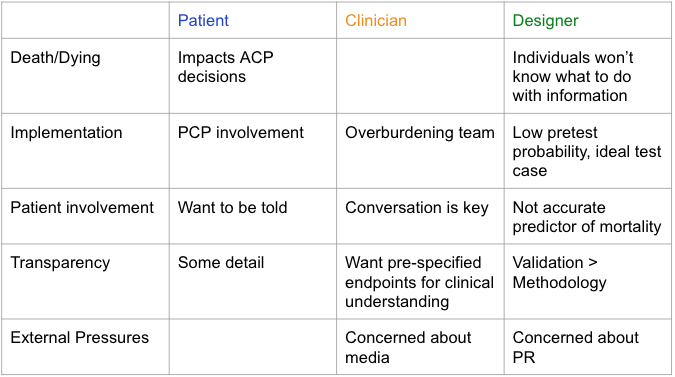 Patient Clinician Designer
Death/Dying Impacts ACP decisions Individuals won't know what to do with information
Implementation PCP involvement Overburdening team Low pretest probability, ideal test case
Patient involvement Want to be told Conversation is key Not accurate predictor of mortality
Transparency Some detail Want pre-specified endpoints for clinical understanding Validation > Methodology
External Pressures Concerned about media Concerned about PR